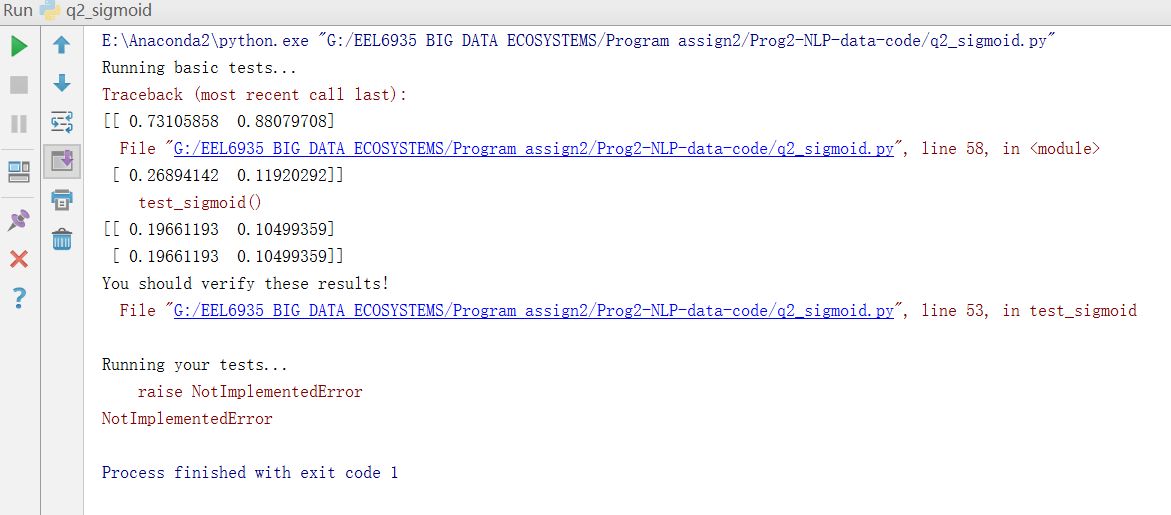 Run q2_sigmoid
E:\Anaconda2\python.exe "G:/EEL6935 BIG DATA ECOSYSTEMS/Program assign2/Prog2-NLP-data-code/q2_sigmoid.py"
Running basic tests...
Traceback (most recent call last):
[[ 0.73105858  0.88079708]
  File "G:/EEL6935 BIG DATA ECOSYSTEMS/Program assign2/Prog2-NLP-data-code/q2_sigmoid.py", line 58, in <module>
 [ 0.26894142  0.11920292]]
    test_sigmoid()
[[ 0.19661193  0.10499359]
 [ 0.19661193  0.10499359]]
You should verify these results!
  File "G:/EEL6935 BIG DATA ECOSYSTEMS/Program assign2/Prog2-NLP-data-code/q2_sigmoid.py", line 53, in test_sigmoid
Running your tests...
    raise NotImplementedError
NotImplementedError
Process finished with exit code 1